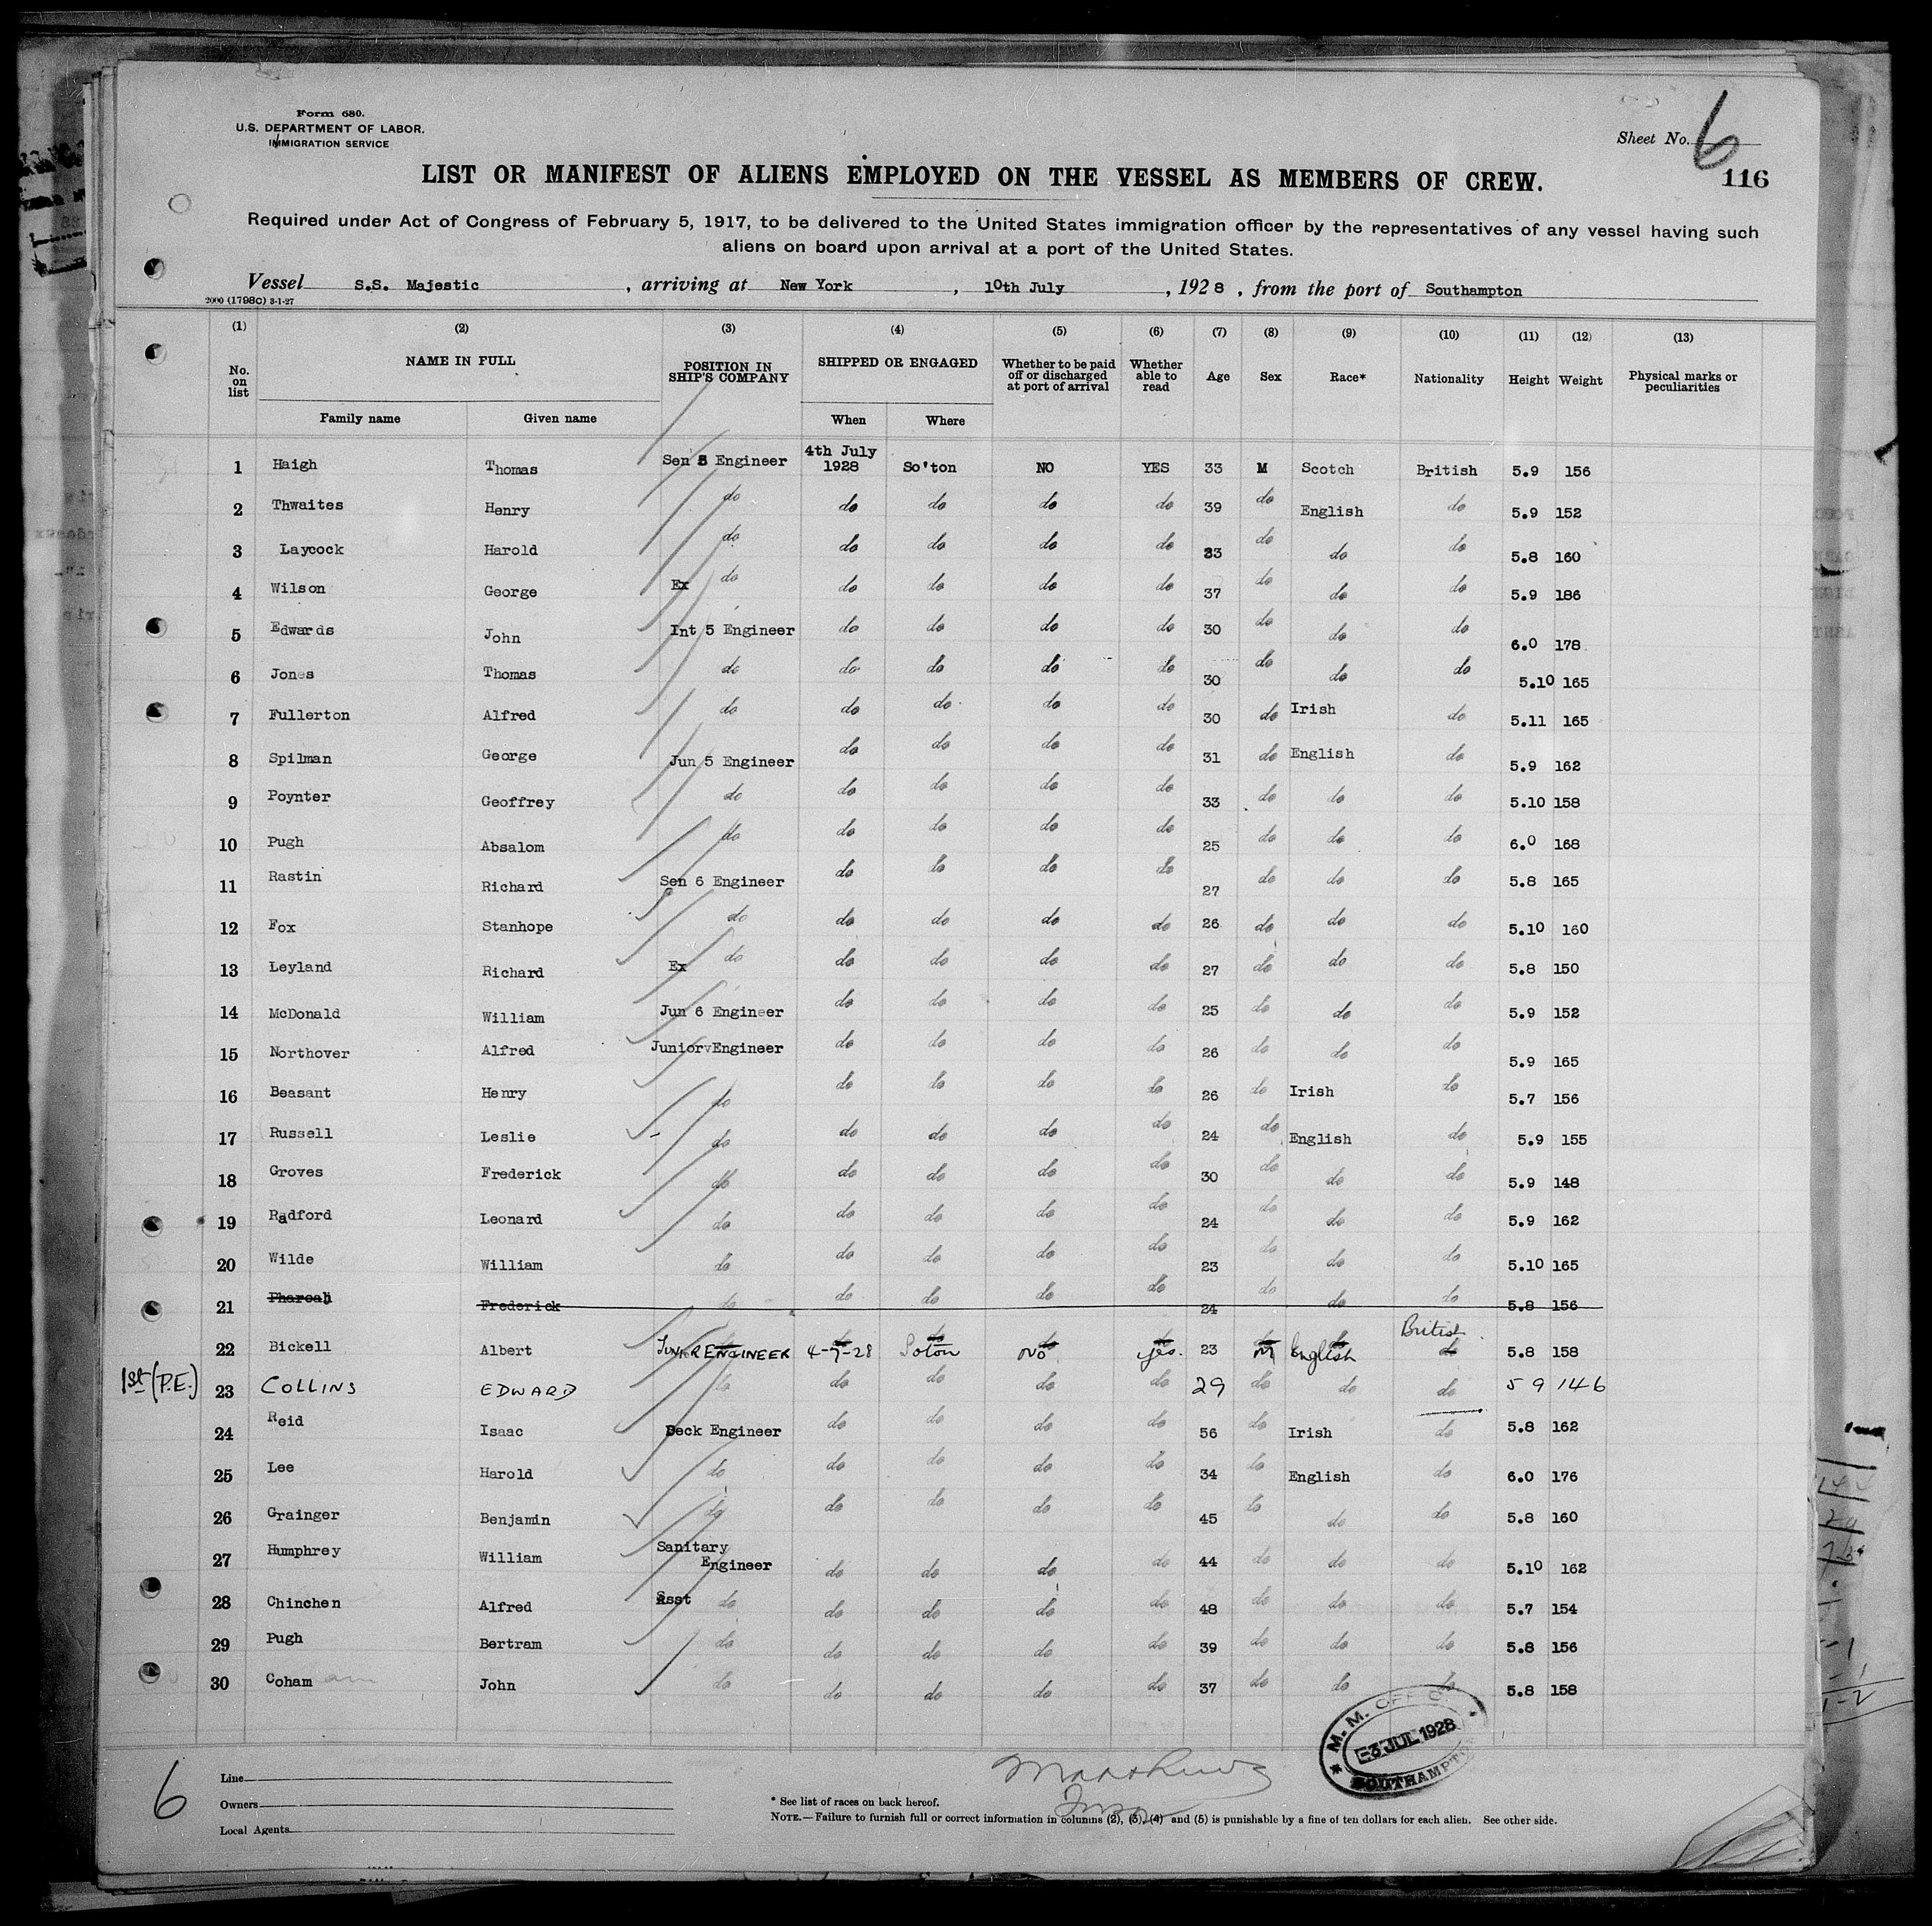 Form 680.
U.S. DEPARTMENT OF LABOR.
IMMIGRATION SERVICE
Sheet No. 6
116
LIST OR MANIFEST OF ALIENS EMPLOYED ON THE VESSEL AS MEMBERS OF CREW.
Required under Act of Congress of February 5, 1917, to be delivered to the United States immigration officer by the representatives of any vessel having such
aliens on board upon arrival at a port of the United States.
Vessel S.S. Majestic, arriving at New York, 10th July, 1928, from the port of Southampton
2000 (1798C) 3-1-27
(1) (2) (3) (4) (5) (6) (7) (8) (9) (10) (11) (12) (13)
No. on list NAME IN FULL POSITION IN SHIP'S COMPANY SHIPPED OR ENGAGED Whether to be paid off or discharged at port of arrival Whether able to read Age Sex Race* Nationality Height Weight Physical marks or peculiarities
Family name Given name When Where
1 Haigh Thomas Sen 5 Engineer 4th July 1928 So'ton NO YES 33 M Scotch British 5.9 156
2 Thwaites Henry do do do do do 39 do English do 5.9 152
3 Laycock Harold do do do do do 33 do do do 5.8 160
4 Wilson George Ex do do do do do 37 do do do 5.9 186
5 Edwards John Int 5 Engineer do do do do 30 do do do 6.0 178
6 Jones Thomas do do do do do 30 do do do 5.10 165
7 Fullerton Alfred do do do do do 30 do Irish do 5.11 165
8 Spilman George Jun 5 Engineer do do do do 31 do English do 5.9 162
9 Poynter Geoffrey do do do do do 33 do do do 5.10 158
10 Pugh Absalom do do do do do 25 do do do 6.0 168
11 Rastin Richard Sen 6 Engineer do do do do 27 do do do 5.8 165
12 Fox Stanhope do do do do do 26 do do do 5.10 160
13 Leyland Richard Ex do do do do do 27 do do do 5.8 150
14 McDonald William Jun 6 Engineer do do do do 25 do do do 5.9 152
15 Northover Alfred Junior Engineer do do do do 26 do do do 5.9 165
16 Beasant Henry do do do do do 26 do Irish do 5.7 156
17 Russell Leslie do do do do do 24 do English do 5.9 155
18 Groves Frederick do do do do do 30 do do do 5.9 148
19 Radford Leonard do do do do do 24 do do do 5.9 162
20 Wilde William do do do do do 23 do do do 5.10 165
21 Pharoah Frederick do do do do do 24 do do do 5.8 156
22 Bickell Albert JUNR ENGINEER 4-7-28 Soton No yes. 23 M English British 5.8 158
1st (P.E.) 23 COLLINS EDWARD do do do do do 29 do do do 5 9 146
24 Reid Isaac Deck Engineer do do do do 56 do Irish do 5.8 162
25 Lee Harold do do do do do 34 do English do 6.0 176
26 Grainger Benjamin do do do do do 45 do do do 5.8 160
27 Humphrey William Sanitary Engineer do do do do 44 do do do 5.10 162
28 Chinchen Alfred Asst do do do do do 48 do do do 5.7 154
29 Pugh Bertram do do do do do 39 do do do 5.8 156
30 Coham John do do do do do 37 do do do 5.8 158
M. M. OFFICE
3 JUL 1928
SOUTHAMPTON
6
Line
Owners
Local Agents
* See list of races on back hereof.
NOTE.—Failure to furnish full or correct information in columns (2), (3), (4) and (5) is punishable by a fine of ten dollars for each alien. See other side.